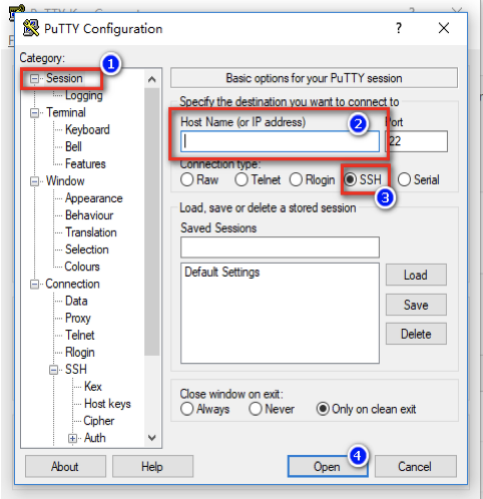 PuTTY Configuration
?
×
Category:
1
Session
Logging
Terminal
Keyboard
Bell
Features
Window
Appearance
Behaviour
Translation
Selection
Colours
Connection
Data
Proxy
Telnet
Rlogin
SSH
Kex
Host keys
Cipher
Auth
Basic options for your PuTTY session
Specify the destination you want to connect to
Host Name (or IP address)
2
Port
22
Connection type:
Raw Telnet Rlogin SSH Serial
3
Load, save or delete a stored session
Saved Sessions
Default Settings
Load
Save
Delete
Close window on exit:
Always Never Only on clean exit
4
About Help Open Cancel